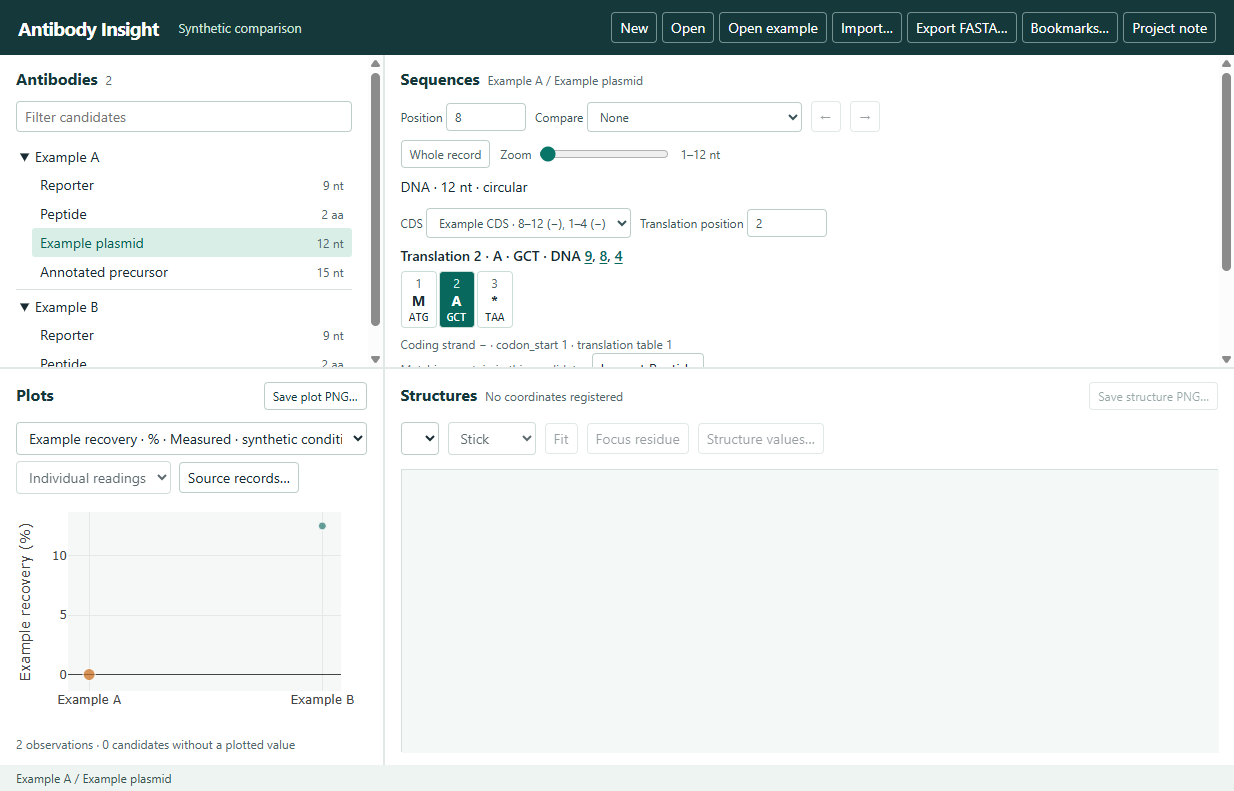 Antibody Insight Synthetic comparison New Open Open example Import... Export FASTA... Bookmarks... Project note
Antibodies 2
Filter candidates
▼ Example A
Reporter 9 nt
Peptide 2 aa
Example plasmid 12 nt
Annotated precursor 15 nt
▼ Example B
Reporter 9 nt
Peptide 2 aa
Sequences Example A / Example plasmid
Position 8 Compare None ← →
Whole record Zoom 1–12 nt
DNA · 12 nt · circular
CDS Example CDS · 8–12 (−), 1–4 (−) Translation position 2
Translation 2 · A · GCT · DNA 9, 8, 4
1 2 3
M A *
ATG GCT TAA
Coding strand − · codon_start 1 · translation table 1
Plots Save plot PNG...
Example recovery · % · Measured · synthetic conditi
Individual readings Source records...
Example recovery (%)
10
5
0
Example A Example B
2 observations · 0 candidates without a plotted value
Structures No coordinates registered Save structure PNG...
Stick Fit Focus residue Structure values...
Example A / Example plasmid